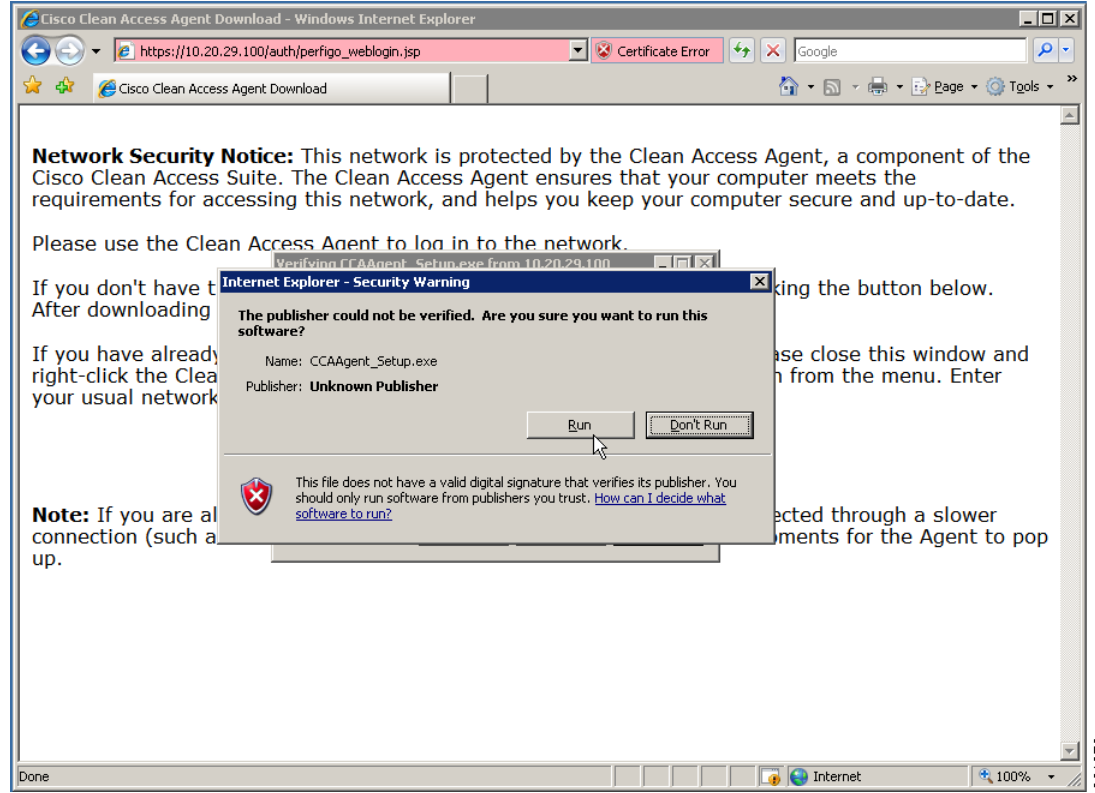 Cisco Clean Access Agent Download - Windows Internet Explorer
https://10.20.29.100/auth/perfigo_weblogin.jsp
Certificate Error
Google
Cisco Clean Access Agent Download
Page
Tools
»
Network Security Notice: This network is protected by the Clean Access Agent, a component of the
Cisco Clean Access Suite. The Clean Access Agent ensures that your computer meets the
requirements for accessing this network, and helps you keep your computer secure and up-to-date.
Please use the Clean Access Agent to log in to the network.
Verifying CCAAgent_Setup.exe from 10.20.29.100
If you don't have
king the button below.
After downloading
If you have already
ase close this window and
right-click the Clea
n from the menu. Enter
your usual network
Internet Explorer - Security Warning
The publisher could not be verified. Are you sure you want to run this
software?
Name: CCAAgent_Setup.exe
Publisher: Unknown Publisher
Run
Don't Run
This file does not have a valid digital signature that verifies its publisher. You
should only run software from publishers you trust. How can I decide what
software to run?
Note: If you are al
ected through a slower
connection (such a
oments for the Agent to pop
up.
Done
Internet
100%